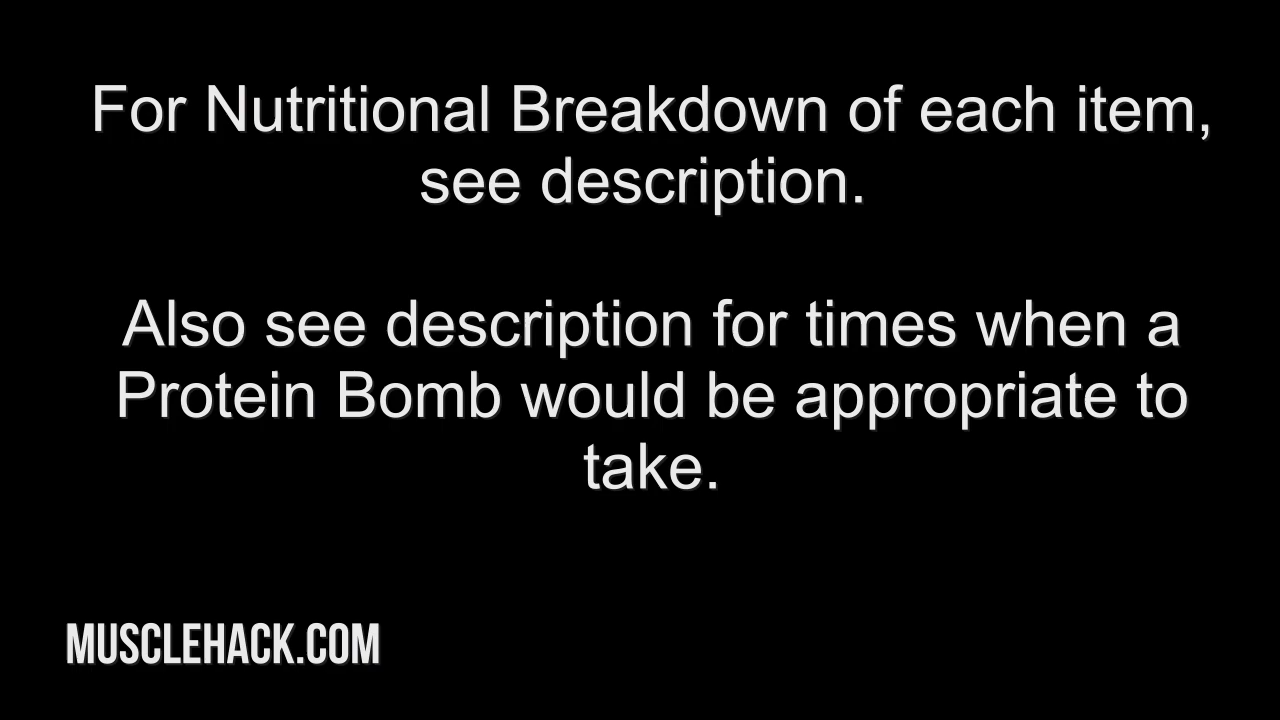 For Nutritional Breakdown of each item,
see description.
Also see description for times when a
Protein Bomb would be appropriate to
take.
MUSCLEHACK.COM